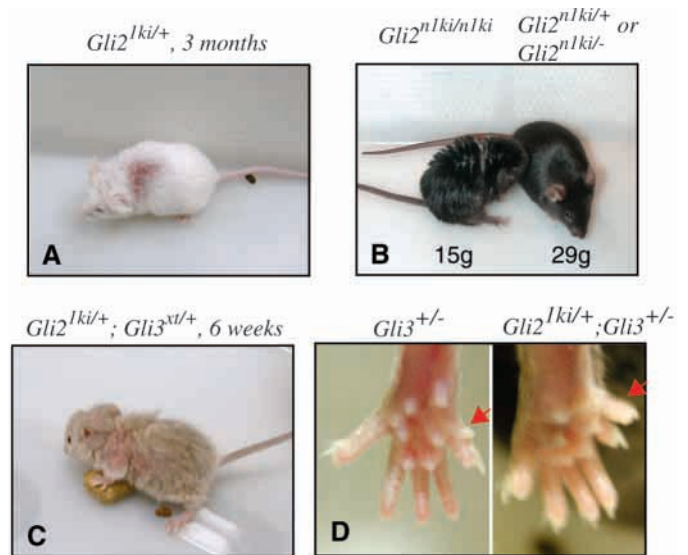 Gli2^1ki/+, 3 months
A
Gli2^n1ki/n1ki
Gli2^n1ki/+ or
Gli2^n1ki/-
15g
29g
B
Gli2^1ki/+; Gli3^xt/+, 6 weeks
C
Gli3^+/-
Gli2^1ki/+;Gli3^+/-
D